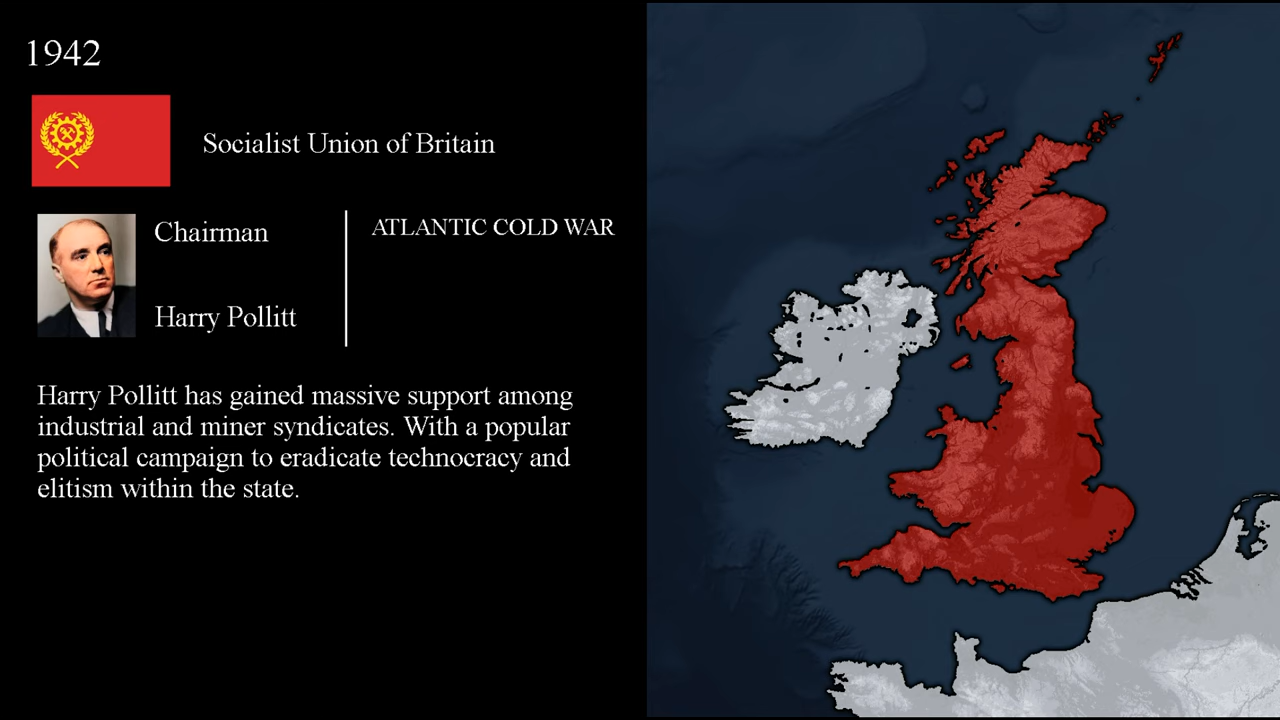 1942
Socialist Union of Britain
Chairman
ATLANTIC COLD WAR
Harry Pollitt
Harry Pollitt has gained massive support among
industrial and miner syndicates. With a popular
political campaign to eradicate technocracy and
elitism within the state.